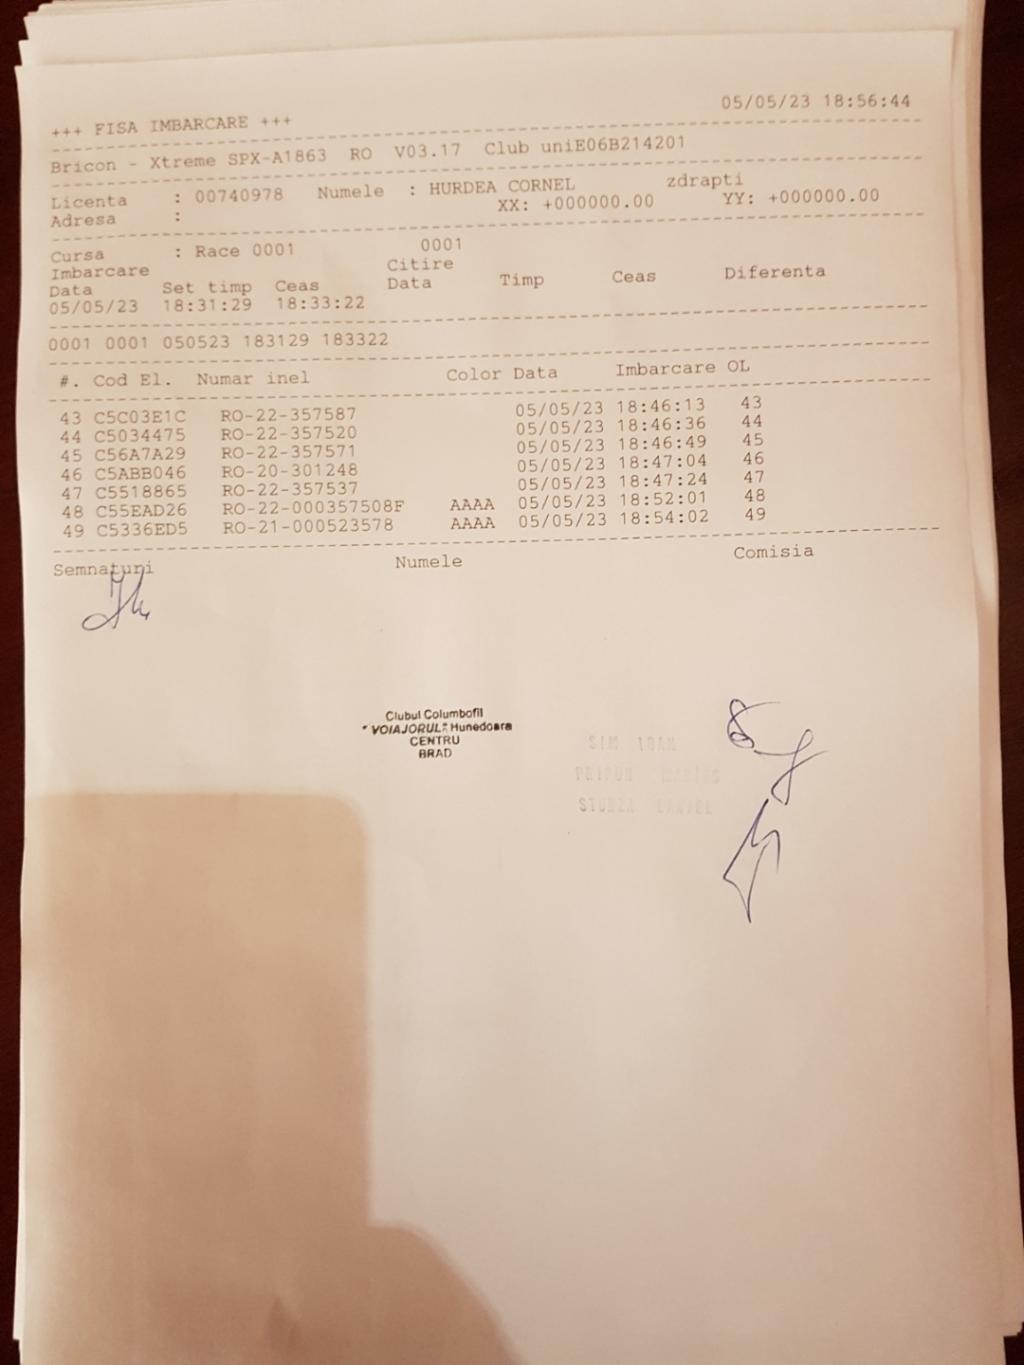 05/05/23 18:56:44
+++ FISA IMBARCARE +++
Bricon - Xtreme SPX-A1863 RO V03.17 Club uniE06B214201
Licenta : 00740978 Numele : HURDEA CORNEL zdrapti
Adresa : XX: +000000.00 YY: +000000.00
Cursa : Race 0001 0001
Imbarcare Citire
Data Set timp Ceas Data Timp Ceas Diferenta
05/05/23 18:31:29 18:33:22
0001 0001 050523 183129 183322
#. Cod El. Numar inel Color Data Imbarcare OL
43 C5C03E1C RO-22-357587 05/05/23 18:46:13 43
44 C5034475 RO-22-357520 05/05/23 18:46:36 44
45 C56A7A29 RO-22-357571 05/05/23 18:46:49 45
46 C5ABB046 RO-20-301248 05/05/23 18:47:04 46
47 C5518865 RO-22-357537 05/05/23 18:47:24 47
48 C55EAD26 RO-22-000357508F AAAA 05/05/23 18:52:01 48
49 C5336ED5 RO-21-000523578 AAAA 05/05/23 18:54:02 49
Semnaturi Numele Comisia
Clubul Columbofil
"VOIAJORUL" Hunedoara
CENTRU
BRAD
SIM IOAN